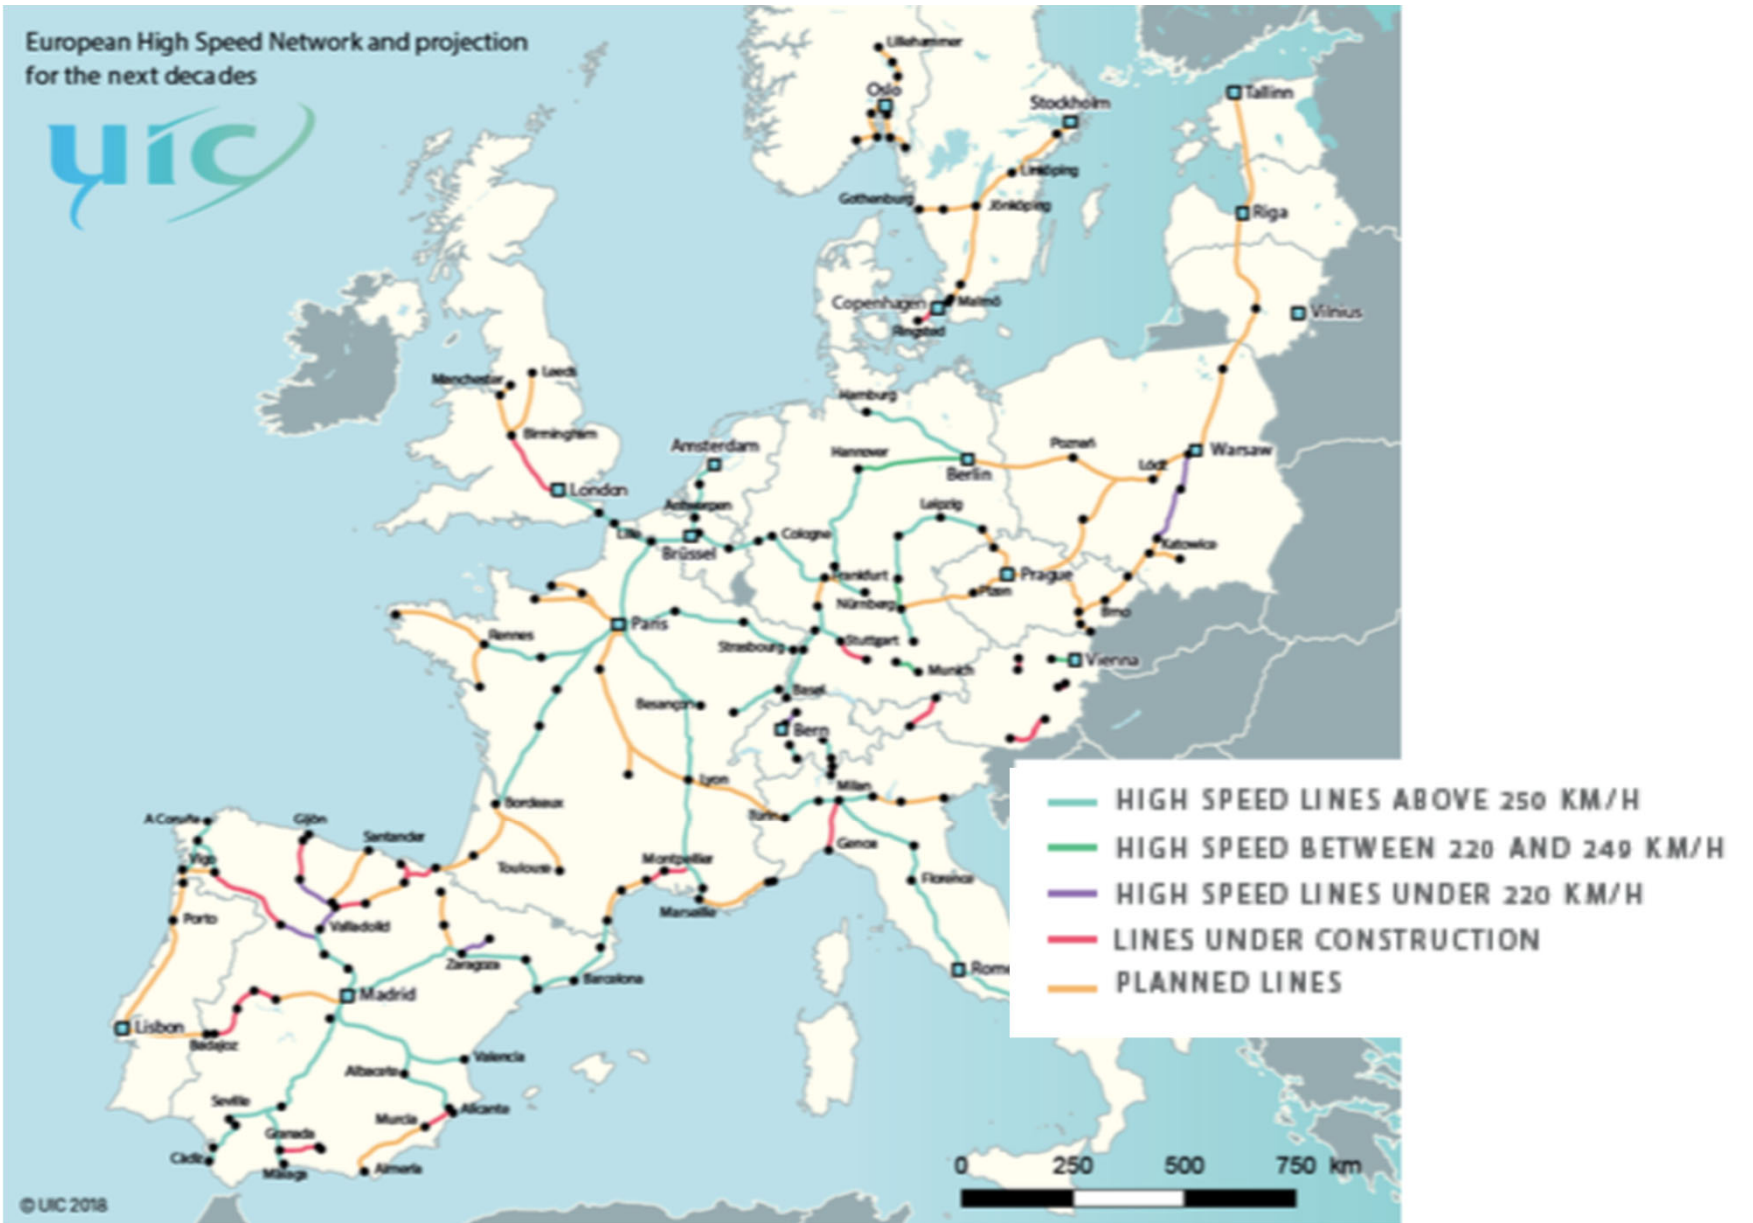 European High Speed Network and projection
for the next decades
uic
Lillehammer
Oslo
Stockholm
Tallinn
Linköping
Gothenburg
Jönköping
Riga
Copenhagen
Malmö
Ringsted
Vilnius
Manchester
Leeds
Hamburg
Birmingham
Amsterdam
Hannover
Poznań
Warsaw
Berlin
Łódź
London
Antwerpen
Leipzig
Lille
Brüssel
Cologne
Katowice
Frankfurt
Prague
Plzen
Nürnberg
Brno
Paris
Rennes
Strasbourg
Stuttgart
Vienna
Munich
Basel
Besançon
Bern
Lyon
Milan
Bordeaux
Turin
A Coruña
Gijón
Santander
Genoa
Vigo
Toulouse
Montpellier
Florence
Marseille
Porto
Valladolid
Zaragoza
Barcelona
Rome
Madrid
Lisbon
Badajoz
Valencia
Albacete
Seville
Alicante
Murcia
Granada
Cádiz
Málaga
Almería
HIGH SPEED LINES ABOVE 250 KM/H
HIGH SPEED BETWEEN 220 AND 249 KM/H
HIGH SPEED LINES UNDER 220 KM/H
LINES UNDER CONSTRUCTION
PLANNED LINES
0 250 500 750 km
© UIC 2018